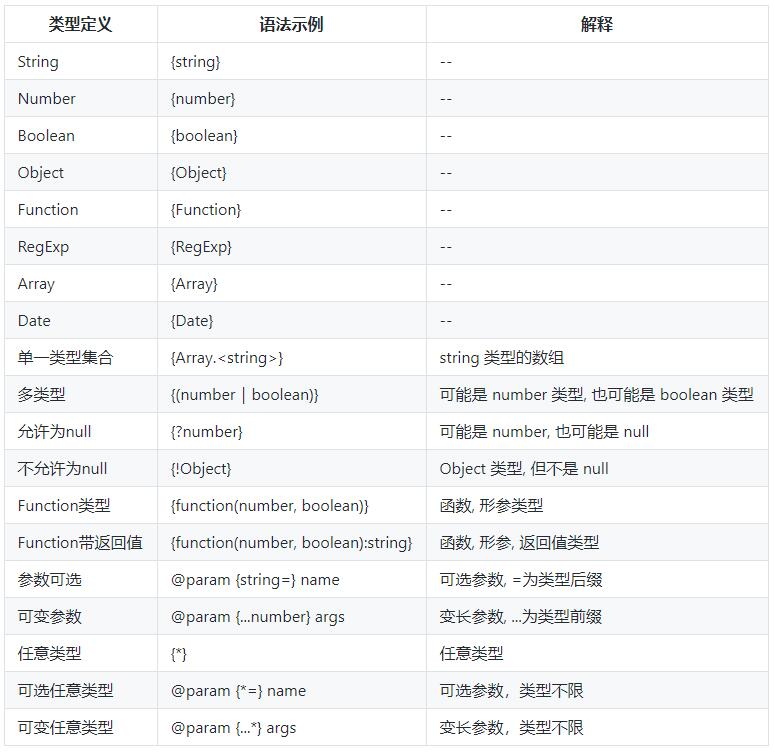 类型定义 语法示例 解释
String {string} --
Number {number} --
Boolean {boolean} --
Object {Object} --
Function {Function} --
RegExp {RegExp} --
Array {Array} --
Date {Date} --
单一类型集合 {Array.<string>} string 类型的数组
多类型 {(number | boolean)} 可能是 number 类型, 也可能是 boolean 类型
允许为null {?number} 可能是 number, 也可能是 null
不允许为null {!Object} Object 类型, 但不是 null
Function类型 {function(number, boolean)} 函数, 形参类型
Function带返回值 {function(number, boolean):string} 函数, 形参, 返回值类型
参数可选 @param {string=} name 可选参数, =为类型后缀
可变参数 @param {...number} args 变长参数, ...为类型前缀
任意类型 {*} 任意类型
可选任意类型 @param {*=} name 可选参数，类型不限
可变任意类型 @param {...*} args 变长参数，类型不限